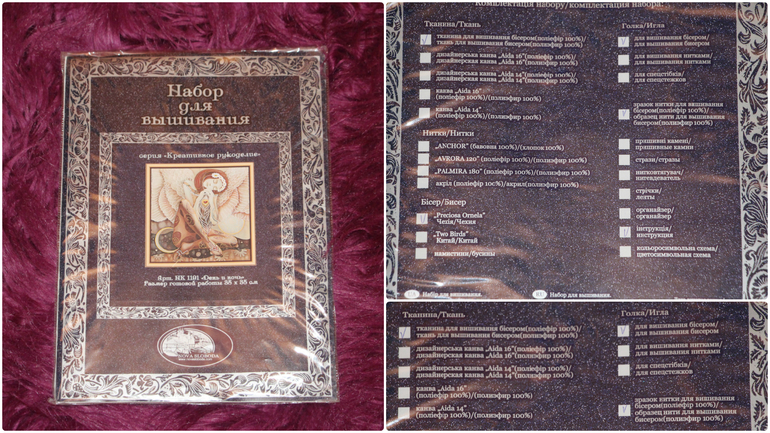 Набор
для
вышивания
серия «Креативное рукоделие»
Арт. НК 1191 «День и ночь»
Размер готовой работы 35 x 35 см
NOVA SLOBODA
Комплектація набору/комплектация набора:
Тканина/Ткань
тканина для вишивання бісером(поліефір 100%)/
ткань для вышивания бисером(полиэфир 100%)
дизайнерська канва „Aida 16"(поліефір 100%)/
дизайнерская канва „Aida 16"(полиэфир 100%)
дизайнерська канва „Aida 14"(поліефір 100%)/
дизайнерская канва „Aida 14"(полиэфир 100%)
канва „Aida 16"
(поліефір 100%)/(полиэфир 100%)
канва „Aida 14"
(поліефір 100%)/(полиэфир 100%)
Нитки/Нитки
„ANCHOR" (бавовна 100%)/(хлопок 100%)
„AVRORA 120" (поліефір 100%)/(полиэфир 100%)
„PALMIRA 180" (поліефір 100%)/(полиэфир 100%)
акріл (поліефір 100%)/акрил(полиэфир 100%)
Бісер/Бисер
„Preciosa Ornela"
Чехія/Чехия
„Two Birds"
Китай/Китай
намистини/бусины
Голка/Игла
для вишивання бісером/
для вышивания бисером
для вишивання нитками/
для вышивания нитками
для спецстібків/
для спецстежков
зразок нитки для вишивання
бісером(поліефір 100%)/
образец нити для вышивания
бисером(полиэфир 100%)
пришивні камені/
пришивные камни
стрази/стразы
нитковтягувач/
нитевдеватель
стрічки/
ленты
органайзер/
органайзер
інструкція/
инструкция
кольоросимвольна схема/
цветосимвольная схема
Набір для вишивання.
Набор для вышивания.
Тканина/Ткань
тканина для вишивання бісером(поліефір 100%)/
ткань для вышивания бисером(полиэфир 100%)
дизайнерська канва „Aida 16"(поліефір 100%)/
дизайнерская канва „Aida 16"(полиэфир 100%)
дизайнерська канва „Aida 14"(поліефір 100%)/
дизайнерская канва „Aida 14"(полиэфир 100%)
канва „Aida 16"
(поліефір 100%)/(полиэфир 100%)
канва „Aida 14"
(поліефір 100%)/(полиэфир 100%)
Голка/Игла
для вишивання бісером/
для вышивания бисером
для вишивання нитками/
для вышивания нитками
для спецстібків/
для спецстежков
зразок нитки для вишивання
бісером(поліефір 100%)/
образец нити для вышивания
бисером(полиэфир 100%)